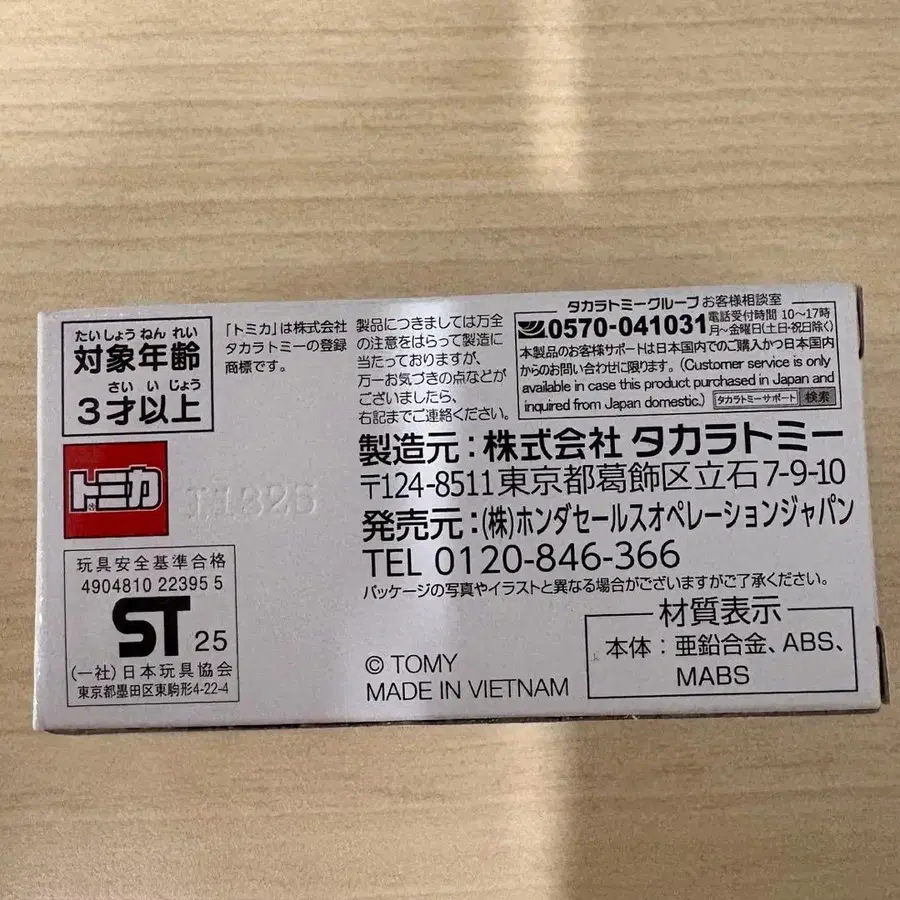 たいしょうねんれい
対象年齢
さいいじょう
3才以上
「トミカ」は株式会社
タカラトミーの登録
商標です。
製品につきましては万全
の注意をはらって製造に
当たっておりますが、
万一お気づきの点などが
ございましたら、
右記までご連絡ください。
タカラトミーグループ お客様相談室
0570-041031
電話受付時間 10〜17時
月〜金曜日(土日・祝日除く)
本製品のお客様サポートは日本国内でのご購入かつ日本国内
からのお問い合わせに限ります。(Customer service is only
available in case this product purchased in Japan and
inquired from Japan domestic.) タカラトミーサポート 検索
製造元:株式会社 タカラトミー
〒124-8511 東京都葛飾区立石7-9-10
発売元:(株)ホンダセールスオペレーションジャパン
TEL 0120-846-366
パッケージの写真やイラストと異なる場合がございますがご了承ください。
トミカ
玩具安全基準合格
4904810 22395 5
ST 25
(一社)日本玩具協会
東京都墨田区東駒形4-22-4
© TOMY
MADE IN VIETNAM
材質表示
本体:亜鉛合金、ABS、
MABS